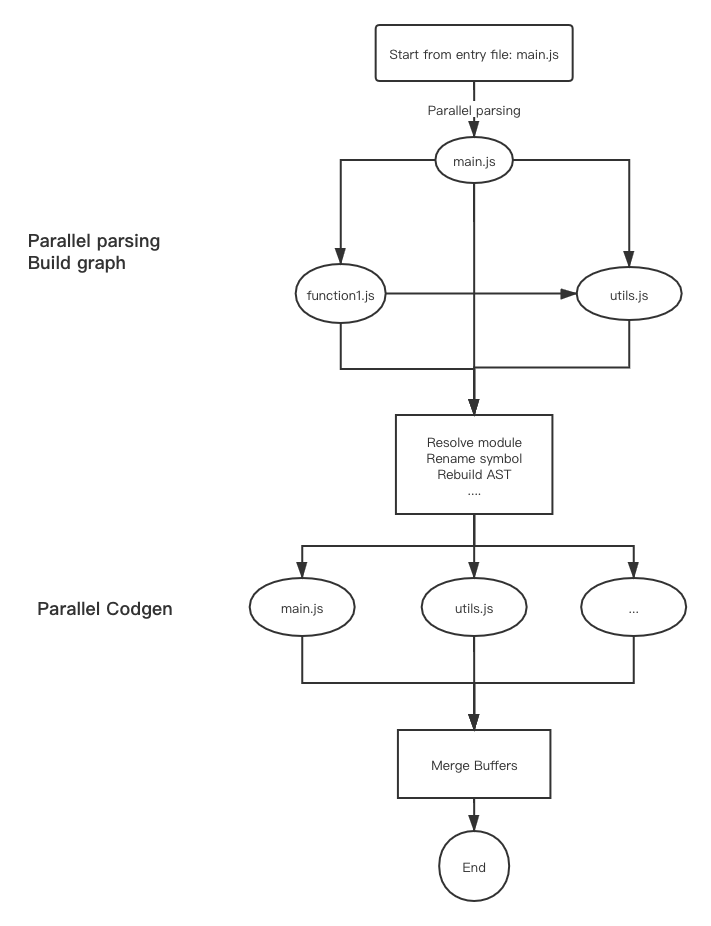 Start from entry file: main.js
Parallel parsing
main.js
Parallel parsing
Build graph
function1.js
utils.js
Resolve module
Rename symbol
Rebuild AST
....
Parallel Codgen
main.js
utils.js
...
Merge Buffers
End